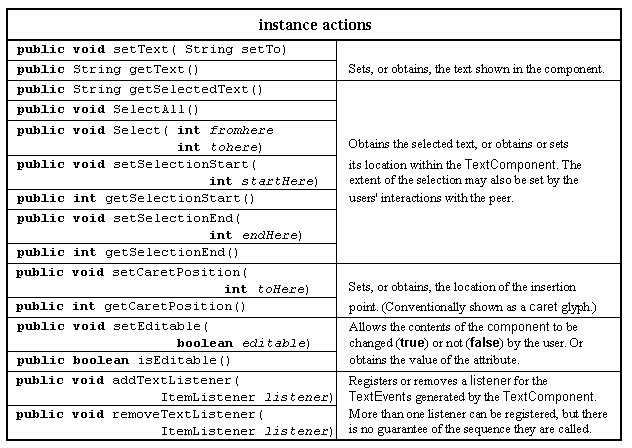 instance actions
public void setText( String setTo)
public String getText()
Sets, or obtains, the text shown in the component.
public String getSelectedText()
public void SelectAll()
public void Select( int fromhere
int tohere)
public void setSelectionStart(
int startHere)
public int getSelectionStart()
public void setSelectionEnd(
int endHere)
public int getSelectionEnd()
Obtains the selected text, or obtains or sets
its location within the TextComponent. The
extent of the selection may also be set by the
users' interactions with the peer.
public void setCaretPosition(
int toHere)
public int getCaretPosition()
Sets, or obtains, the location of the insertion
point. (Conventionally shown as a caret glyph.)
public void setEditable(
boolean editable)
public boolean isEditable()
Allows the contents of the component to be
changed (true) or not (false) by the user. Or
obtains the value of the attribute.
public void addTextListener(
ItemListener listener)
public void removeTextListener(
ItemListener listener)
Registers or removes a listener for the
TextEvents generated by the TextComponent.
More than one listener can be registered, but there
is no guarantee of the sequence they are called.